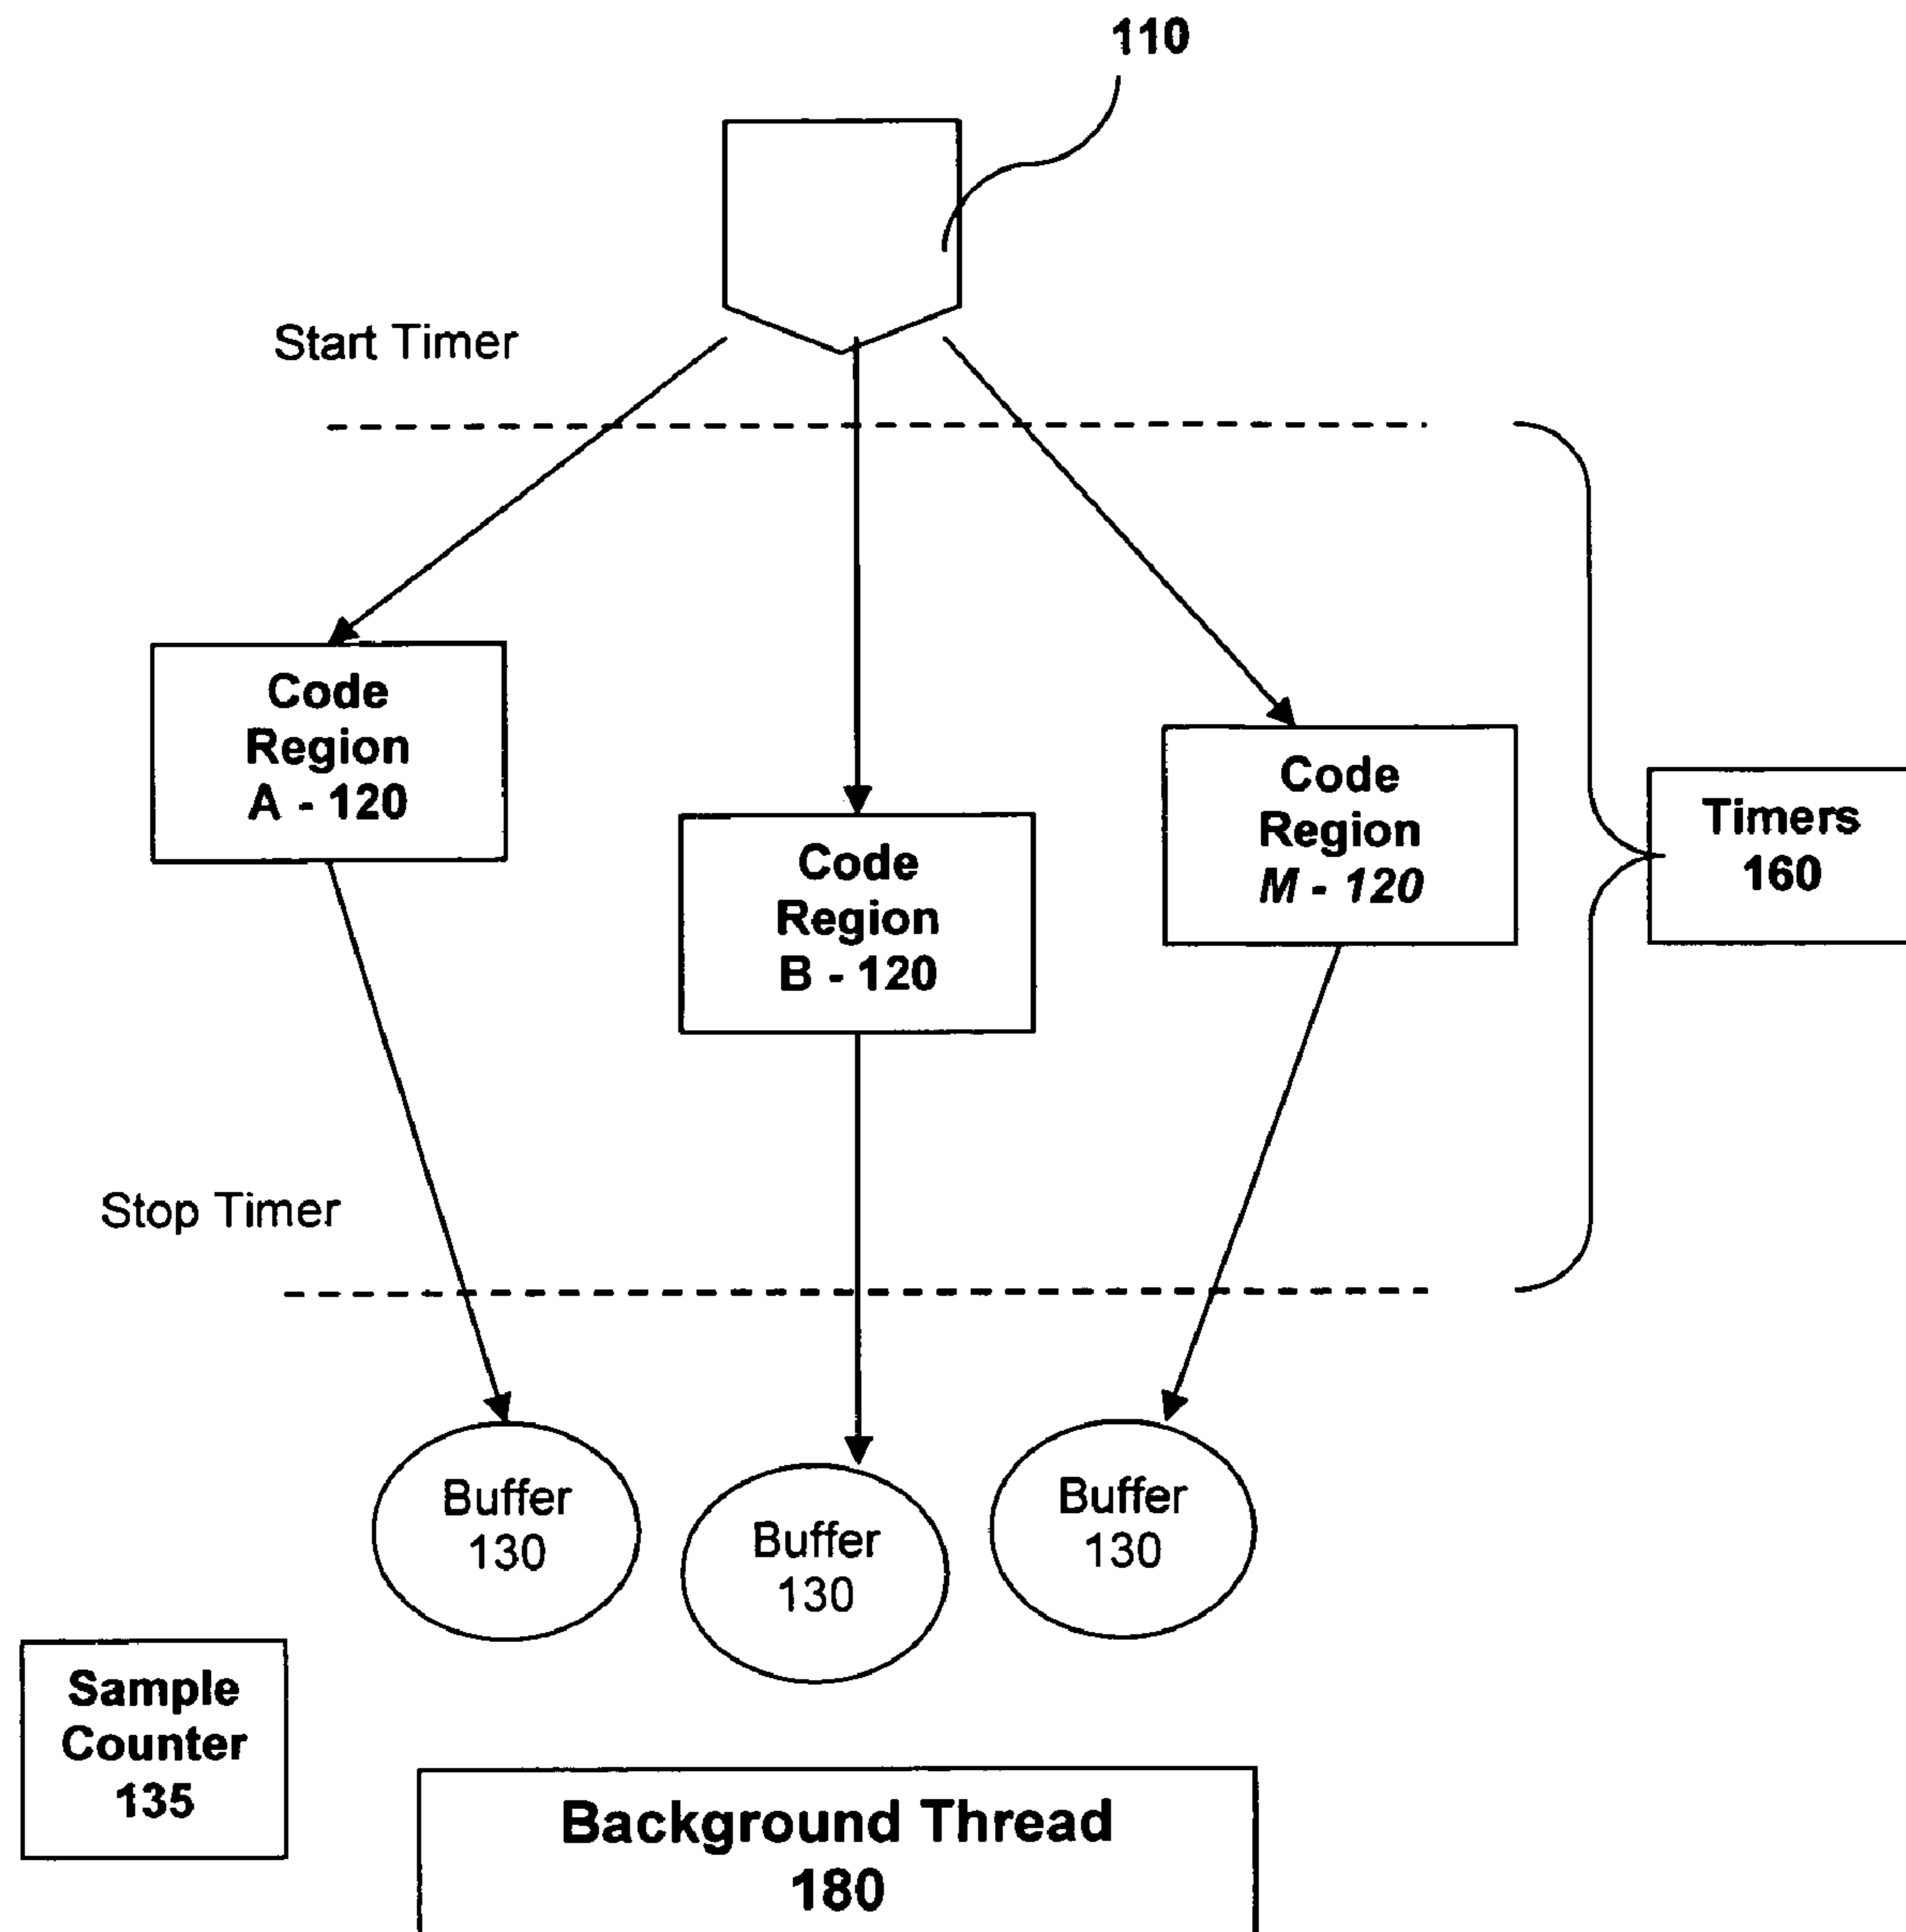 110
Start Timer
Code
Region
A - 120
Code
Region
B - 120
Code
Region
M - 120
Timers
160
Stop Timer
Buffer
130
Buffer
130
Buffer
130
Sample
Counter
135
Background Thread
180